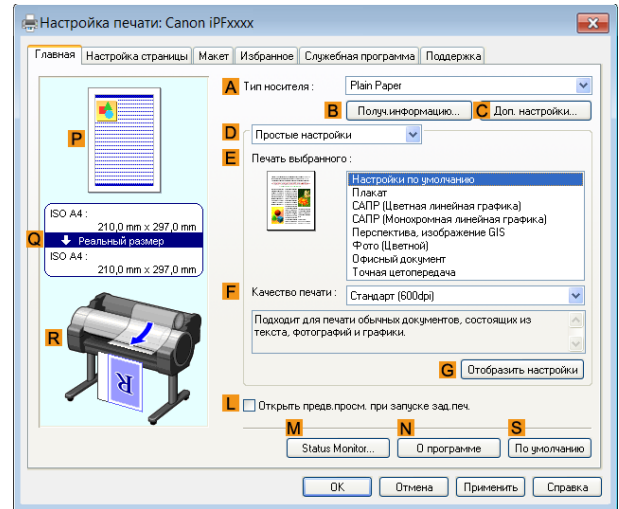 Настройка печати: Canon iPFxxxx
Главная Настройка страницы Макет Избранное Служебная программа Поддержка
A Тип носителя : Plain Paper
B Получ.информацию... C Доп. настройки...
P
D Простые настройки
E Печать выбранного :
Настройки по умолчанию
Плакат
САПР (Цветная линейная графика)
САПР (Монохромная линейная графика)
Перспектива, изображение GIS
Фото (Цветной)
Офисный документ
Точная цетопередача
ISO A4 :
210,0 mm x 297,0 mm
Q Реальный размер
ISO A4 :
210,0 mm x 297,0 mm
F Качество печати : Стандарт (600dpi)
Подходит для печати обычных документов, состоящих из
текста, фотографий и графики.
R
R
G Отобразить настройки
L Открыть предв.просм. при запуске зад.печ.
M N S
Status Monitor... О программе По умолчанию
OK Отмена Применить Справка